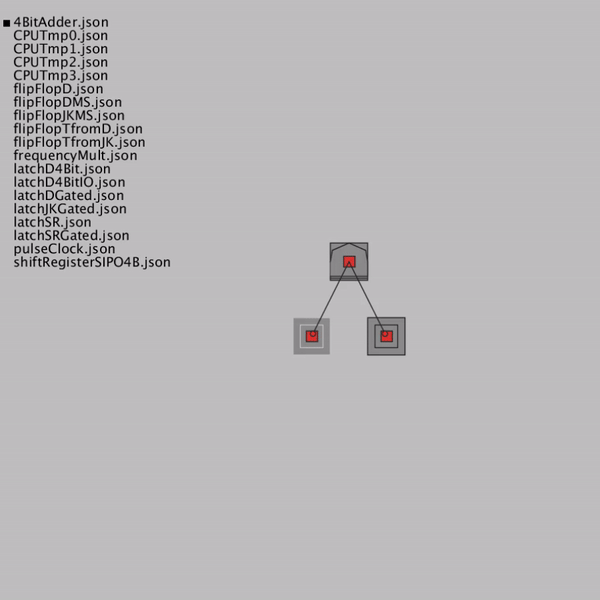 4BitAdder.json
CPUTmp0.json
CPUTmp1.json
CPUTmp2.json
CPUTmp3.json
flipFlopD.json
flipFlopDMS.json
flipFlopJKMS.json
flipFlopTfromD.json
flipFlopTfromJK.json
frequencyMult.json
latchD4Bit.json
latchD4BitIO.json
latchDGated.json
latchJKGated.json
latchSR.json
latchSRGated.json
pulseClock.json
shiftRegisterSIPO4B.json